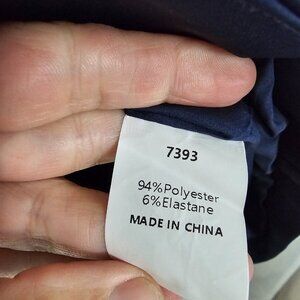 7393
94%Polyester
6%Elastane
MADE IN CHINA